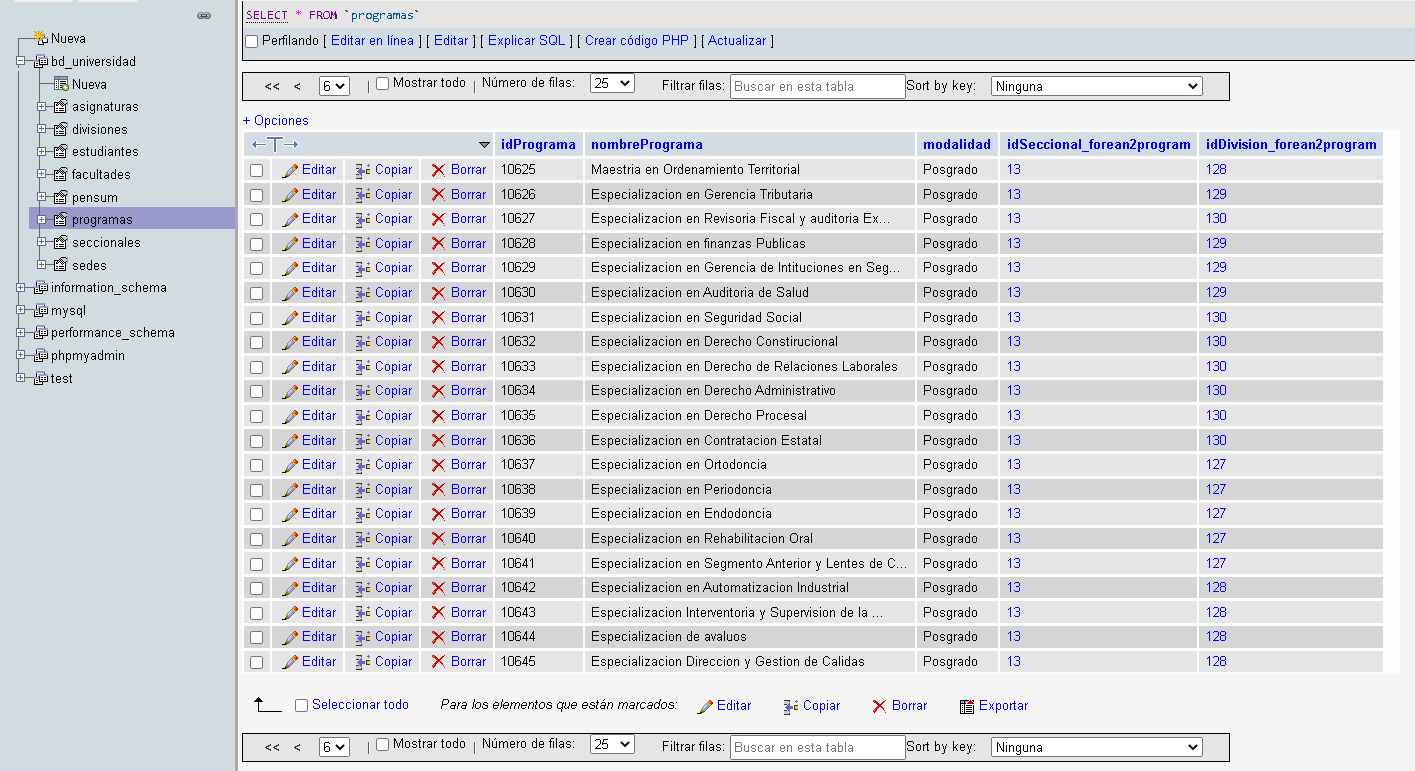 Nueva
bd_universidad
Nueva
asignaturas
divisiones
estudiantes
facultades
pensum
programas
seccionales
sedes
information_schema
mysql
performance_schema
phpmyadmin
test
SELECT * FROM `programas`
Perfilando [ Editar en línea ] [ Editar ] [ Explicar SQL ] [ Crear código PHP ] [ Actualizar ]
<< < 6 | Mostrar todo | Número de filas: 25 Filtrar filas: Buscar en esta tabla Sort by key: Ninguna
+ Opciones
idPrograma nombrePrograma modalidad idSeccional_forean2program idDivision_forean2program
Editar Copiar Borrar 10625 Maestria en Ordenamiento Territorial Posgrado 13 128
Editar Copiar Borrar 10626 Especializacion en Gerencia Tributaria Posgrado 13 129
Editar Copiar Borrar 10627 Especializacion en Revisoria Fiscal y auditoria Ex... Posgrado 13 130
Editar Copiar Borrar 10628 Especializacion en finanzas Publicas Posgrado 13 129
Editar Copiar Borrar 10629 Especializacion en Gerencia de Intituciones en Seg... Posgrado 13 129
Editar Copiar Borrar 10630 Especializacion en Auditoria de Salud Posgrado 13 129
Editar Copiar Borrar 10631 Especializacion en Seguridad Social Posgrado 13 130
Editar Copiar Borrar 10632 Especializacion en Derecho Constirucional Posgrado 13 130
Editar Copiar Borrar 10633 Especializacion en Derecho de Relaciones Laborales Posgrado 13 130
Editar Copiar Borrar 10634 Especializacion en Derecho Administrativo Posgrado 13 130
Editar Copiar Borrar 10635 Especializacion en Derecho Procesal Posgrado 13 130
Editar Copiar Borrar 10636 Especializacion en Contratacion Estatal Posgrado 13 130
Editar Copiar Borrar 10637 Especializacion en Ortodoncia Posgrado 13 127
Editar Copiar Borrar 10638 Especializacion en Periodoncia Posgrado 13 127
Editar Copiar Borrar 10639 Especializacion en Endodoncia Posgrado 13 127
Editar Copiar Borrar 10640 Especializacion en Rehabilitacion Oral Posgrado 13 127
Editar Copiar Borrar 10641 Especializacion en Segmento Anterior y Lentes de C... Posgrado 13 127
Editar Copiar Borrar 10642 Especializacion en Automatizacion Industrial Posgrado 13 128
Editar Copiar Borrar 10643 Especializacion Interventoria y Supervision de la ... Posgrado 13 128
Editar Copiar Borrar 10644 Especializacion de avaluos Posgrado 13 128
Editar Copiar Borrar 10645 Especializacion Direccion y Gestion de Calidas Posgrado 13 128
Seleccionar todo Para los elementos que están marcados: Editar Copiar Borrar Exportar
<< < 6 | Mostrar todo | Número de filas: 25 Filtrar filas: Buscar en esta tabla Sort by key: Ninguna